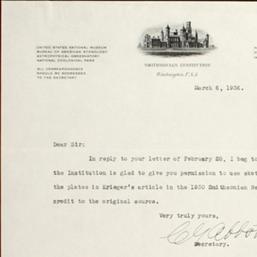 UNITED STATES NATIONAL MUSEUM
BUREAU OF AMERICAN ETHNOLOGY
ASTROPHYSICAL OBSERVATORY
NATIONAL ZOOLOGICAL PARK
ALL CORRESPONDENCE
SHOULD BE ADDRESSED
TO THE SECRETARY
SMITHSONIAN INSTITUTION
Washington, U.S.A.
March 6, 1936.
Dear Sir:
In reply to your letter of February 28, I beg to
the Institution is glad to give you permission to use
the plates in Krieger's article in the 1930 Smithsonian Re
credit to the original source.
Very truly yours,
C G Abbo
Secretary.